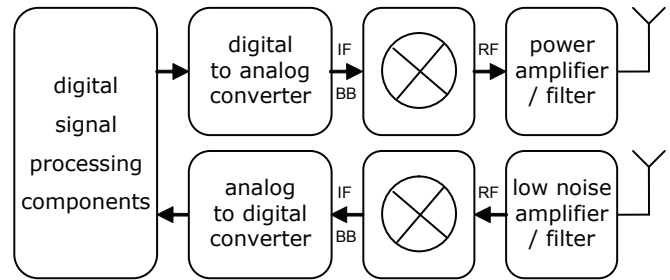 digital
signal
processing
components
digital
to analog
converter
IF
BB
RF
power
amplifier
/ filter
analog
to digital
converter
IF
BB
RF
low noise
amplifier
/ filter